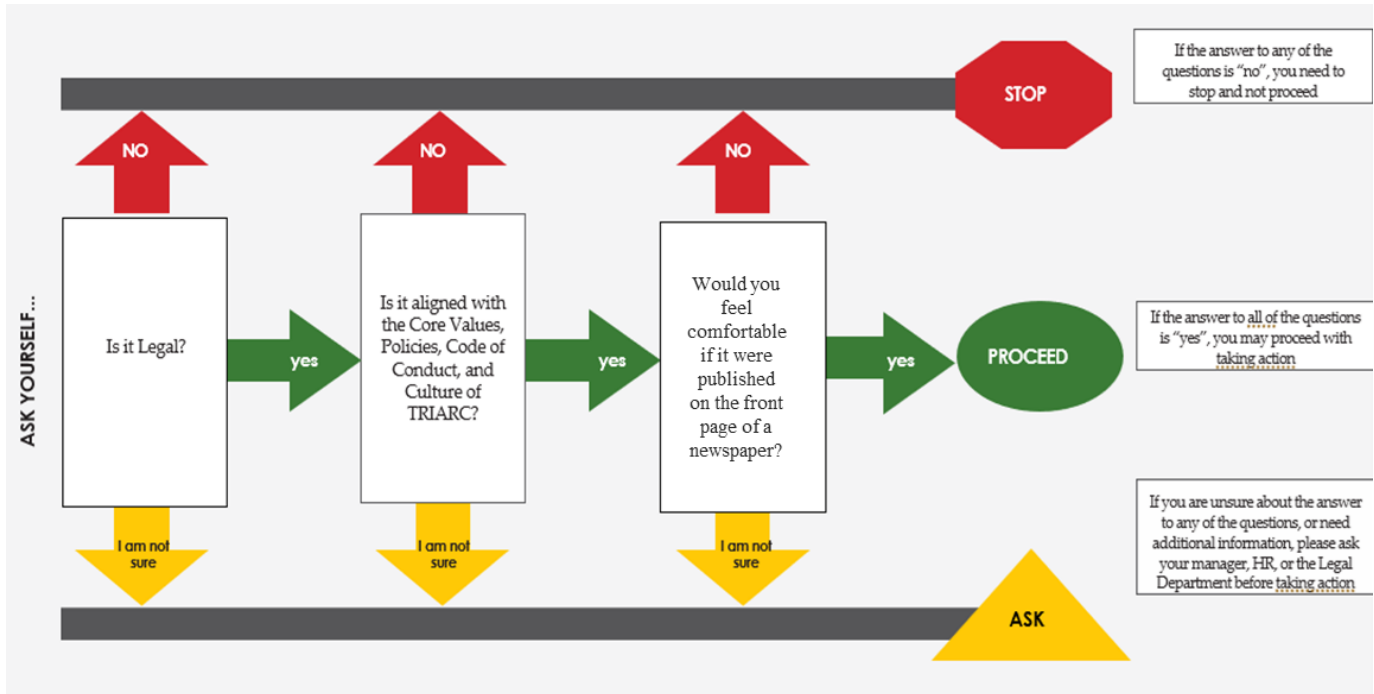 ASK YOURSELF...
STOP
If the answer to any of the
questions is “no”, you need to
stop and not proceed
NO
NO
NO
Is it Legal?
yes
Is it aligned with
the Core Values,
Policies, Code of
Conduct, and
Culture of
TRIARC?
yes
Would you
feel
comfortable
if it were
published
on the front
page of a
newspaper?
yes
PROCEED
If the answer to all of the questions
is “yes”, you may proceed with
taking action
I am not
sure
I am not
sure
I am not
sure
ASK
If you are unsure about the answer
to any of the questions, or need
additional information, please ask
your manager, HR, or the Legal
Department before taking action